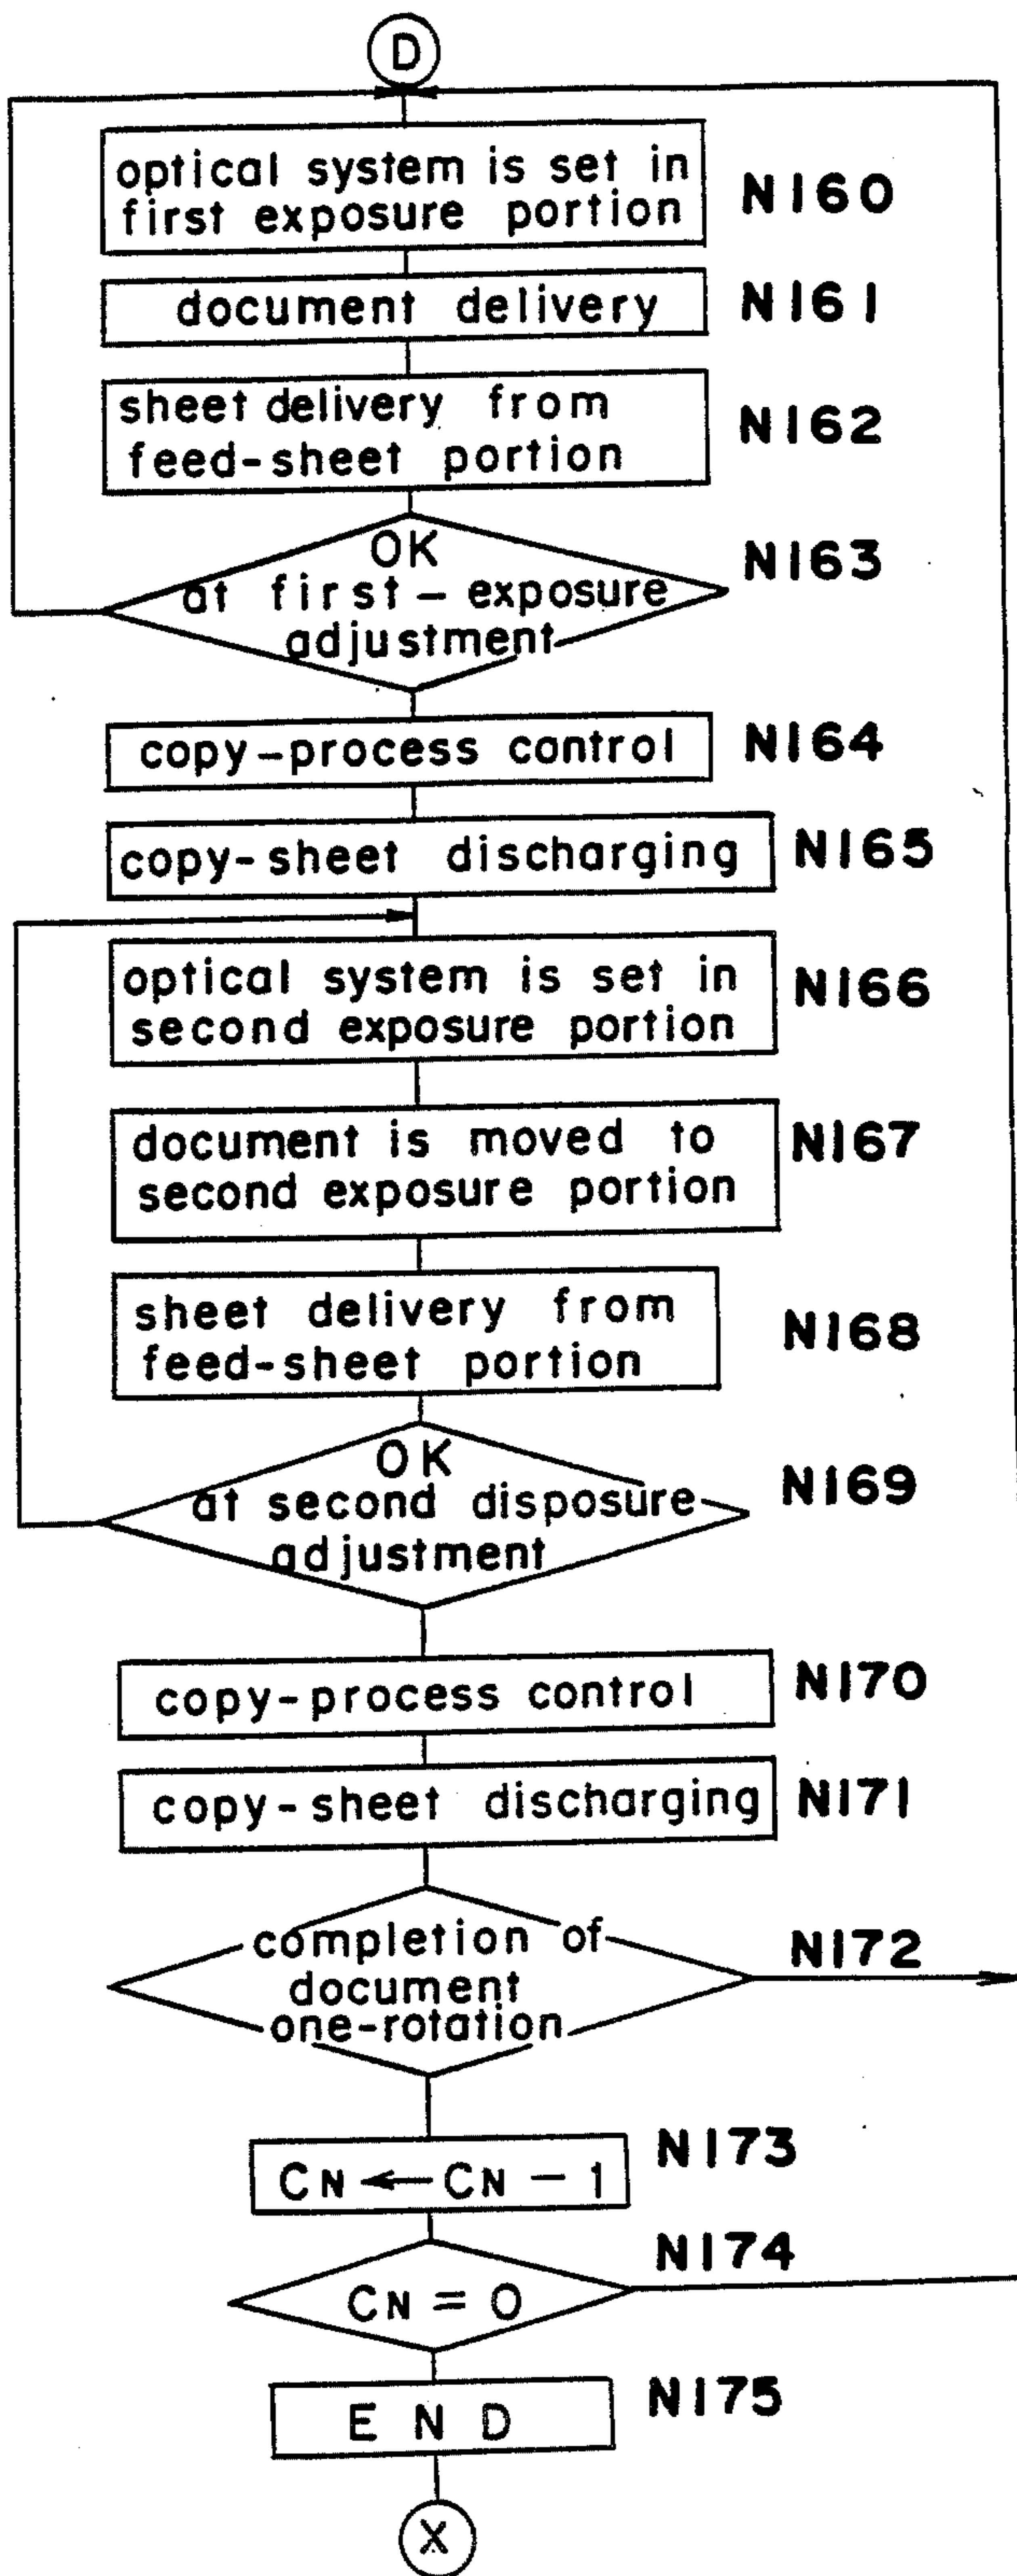 D
optical system is set in
first exposure portion
N160
document delivery
N161
sheet delivery from
feed-sheet portion
N162
OK
at first-exposure
adjustment
N163
copy-process control
N164
copy-sheet discharging
N165
optical system is set in
second exposure portion
N166
document is moved to
second exposure portion
N167
sheet delivery from
feed-sheet portion
N168
OK
at second disposure
adjustment
N169
copy-process control
N170
copy-sheet discharging
N171
completion of
document
one-rotation
N172
CN ← CN - 1
N173
CN = 0
N174
END
N175
X